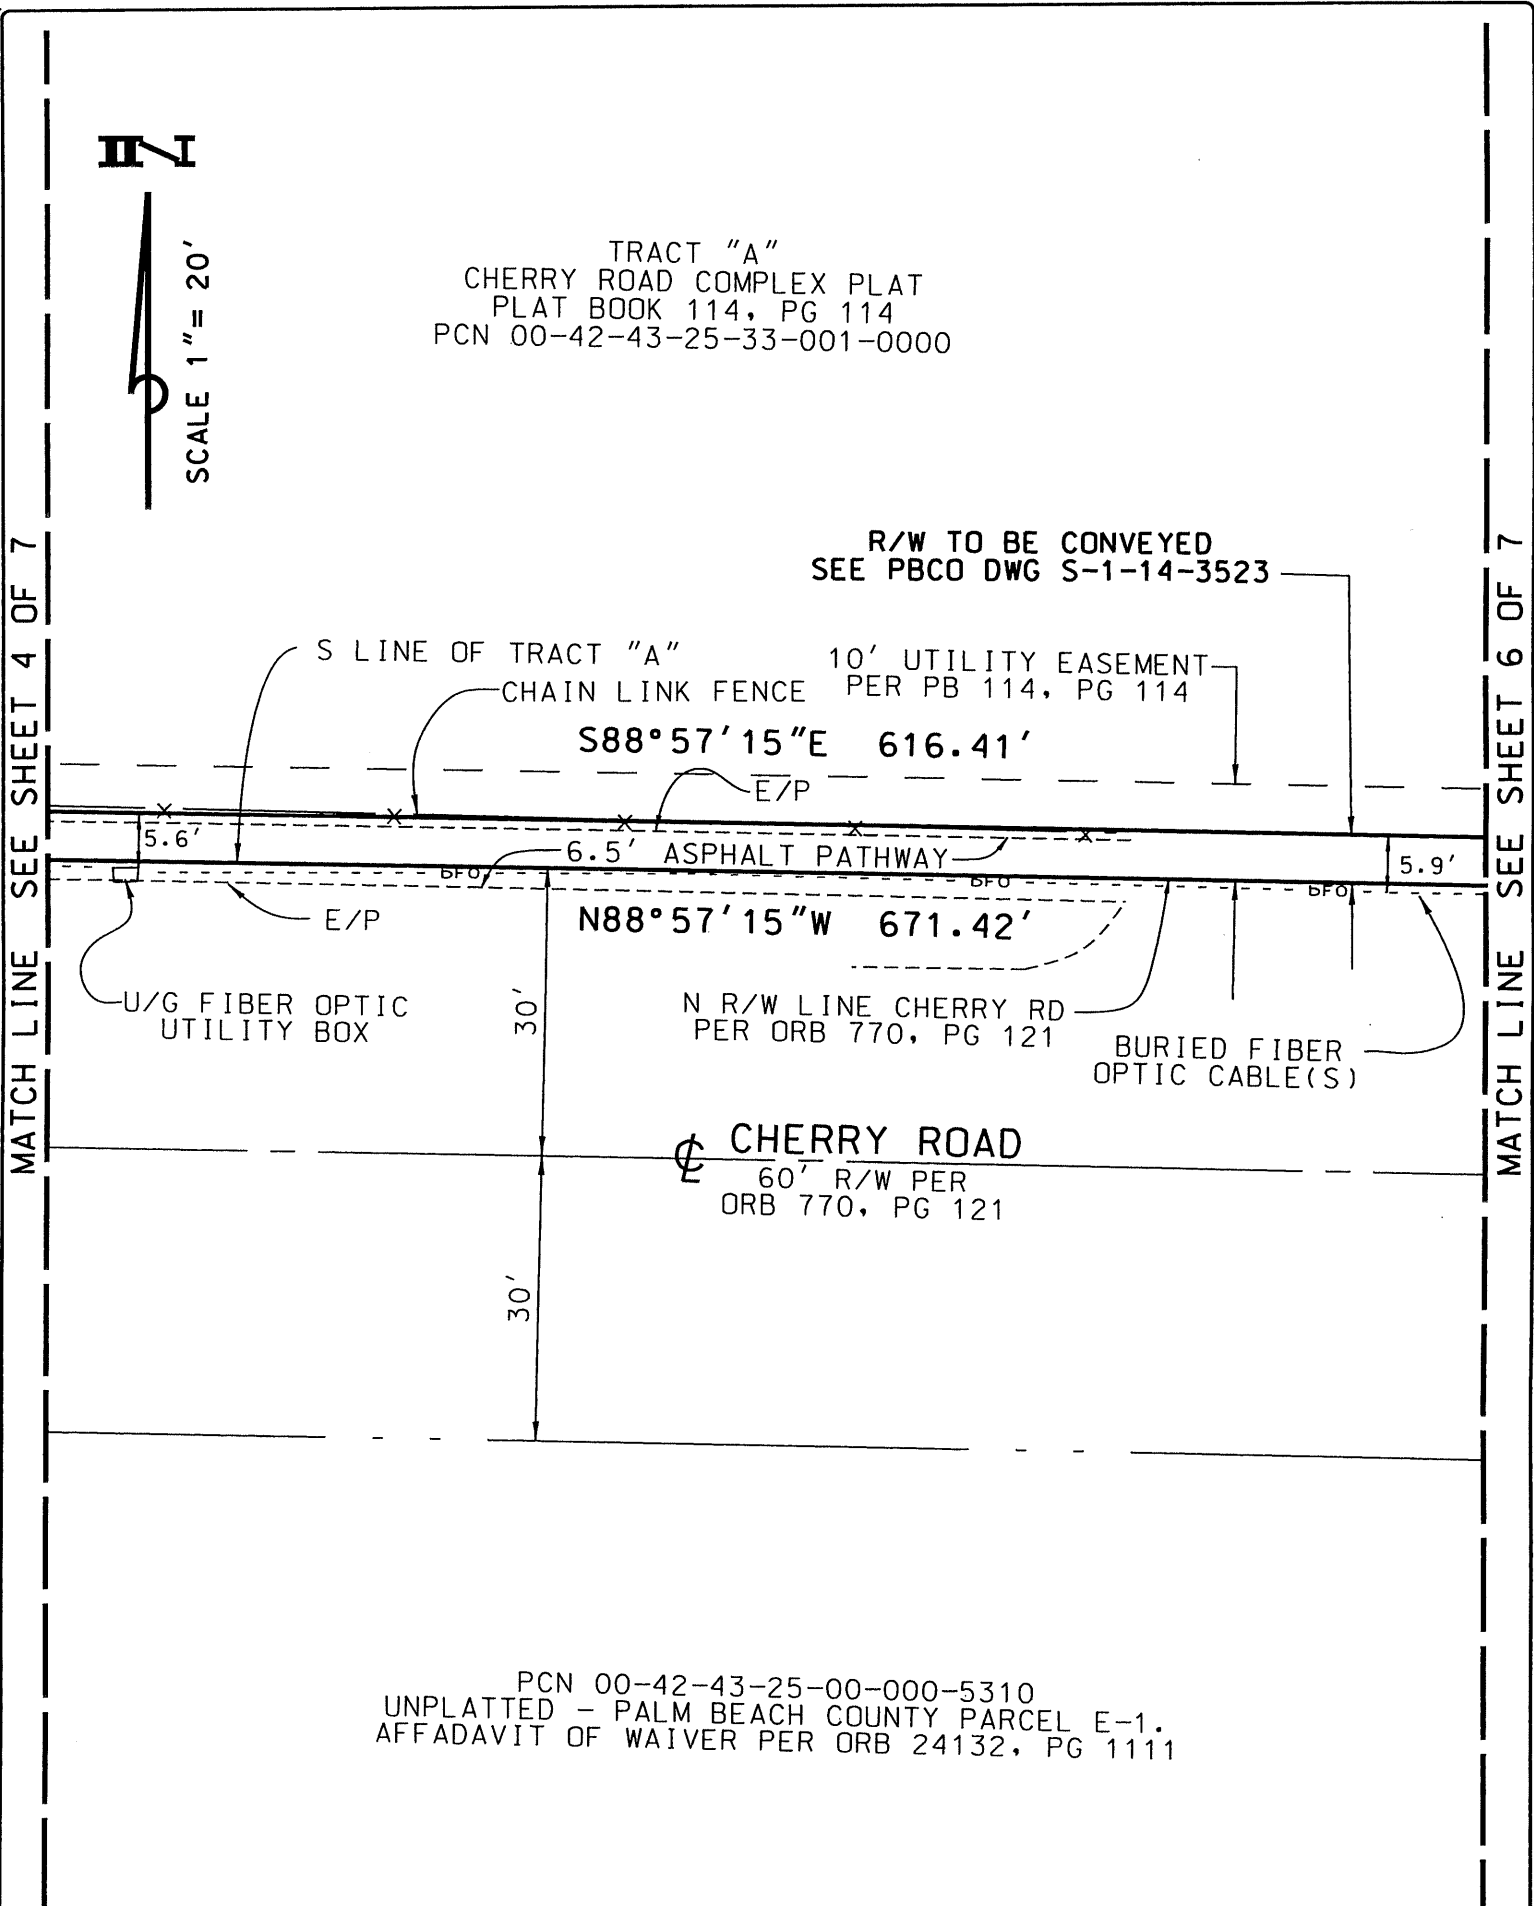 N
SCALE 1"= 20'
TRACT "A"
CHERRY ROAD COMPLEX PLAT
PLAT BOOK 114, PG 114
PCN 00-42-43-25-33-001-0000
R/W TO BE CONVEYED
SEE PBCO DWG S-1-14-3523
MATCH LINE SEE SHEET 4 OF 7
MATCH LINE SEE SHEET 6 OF 7
S LINE OF TRACT "A"
10' UTILITY EASEMENT
PER PB 114, PG 114
CHAIN LINK FENCE
S88°57'15"E 616.41'
E/P
5.6'
6.5' ASPHALT PATHWAY
5.9'
BFO
BFO
BFO
E/P
N88°57'15"W 671.42'
U/G FIBER OPTIC
UTILITY BOX
30'
N R/W LINE CHERRY RD
PER ORB 770, PG 121
BURIED FIBER
OPTIC CABLE(S)
℄ CHERRY ROAD
60' R/W PER
ORB 770, PG 121
30'
PCN 00-42-43-25-00-000-5310
UNPLATTED - PALM BEACH COUNTY PARCEL E-1.
AFFADAVIT OF WAIVER PER ORB 24132, PG 1111